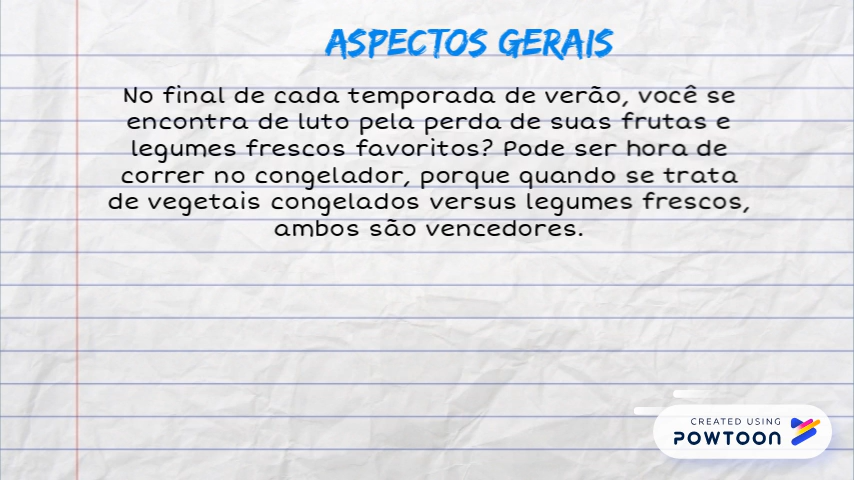 ASPECTOS GERAIS
No final de cada temporada de verão, você se
encontra de luto pela perda de suas frutas e
legumes frescos favoritos? Pode ser hora de
correr no congelador, porque quando se trata
de vegetais congelados versus legumes frescos,
ambos são vencedores.
CREATED USING
POWTOON